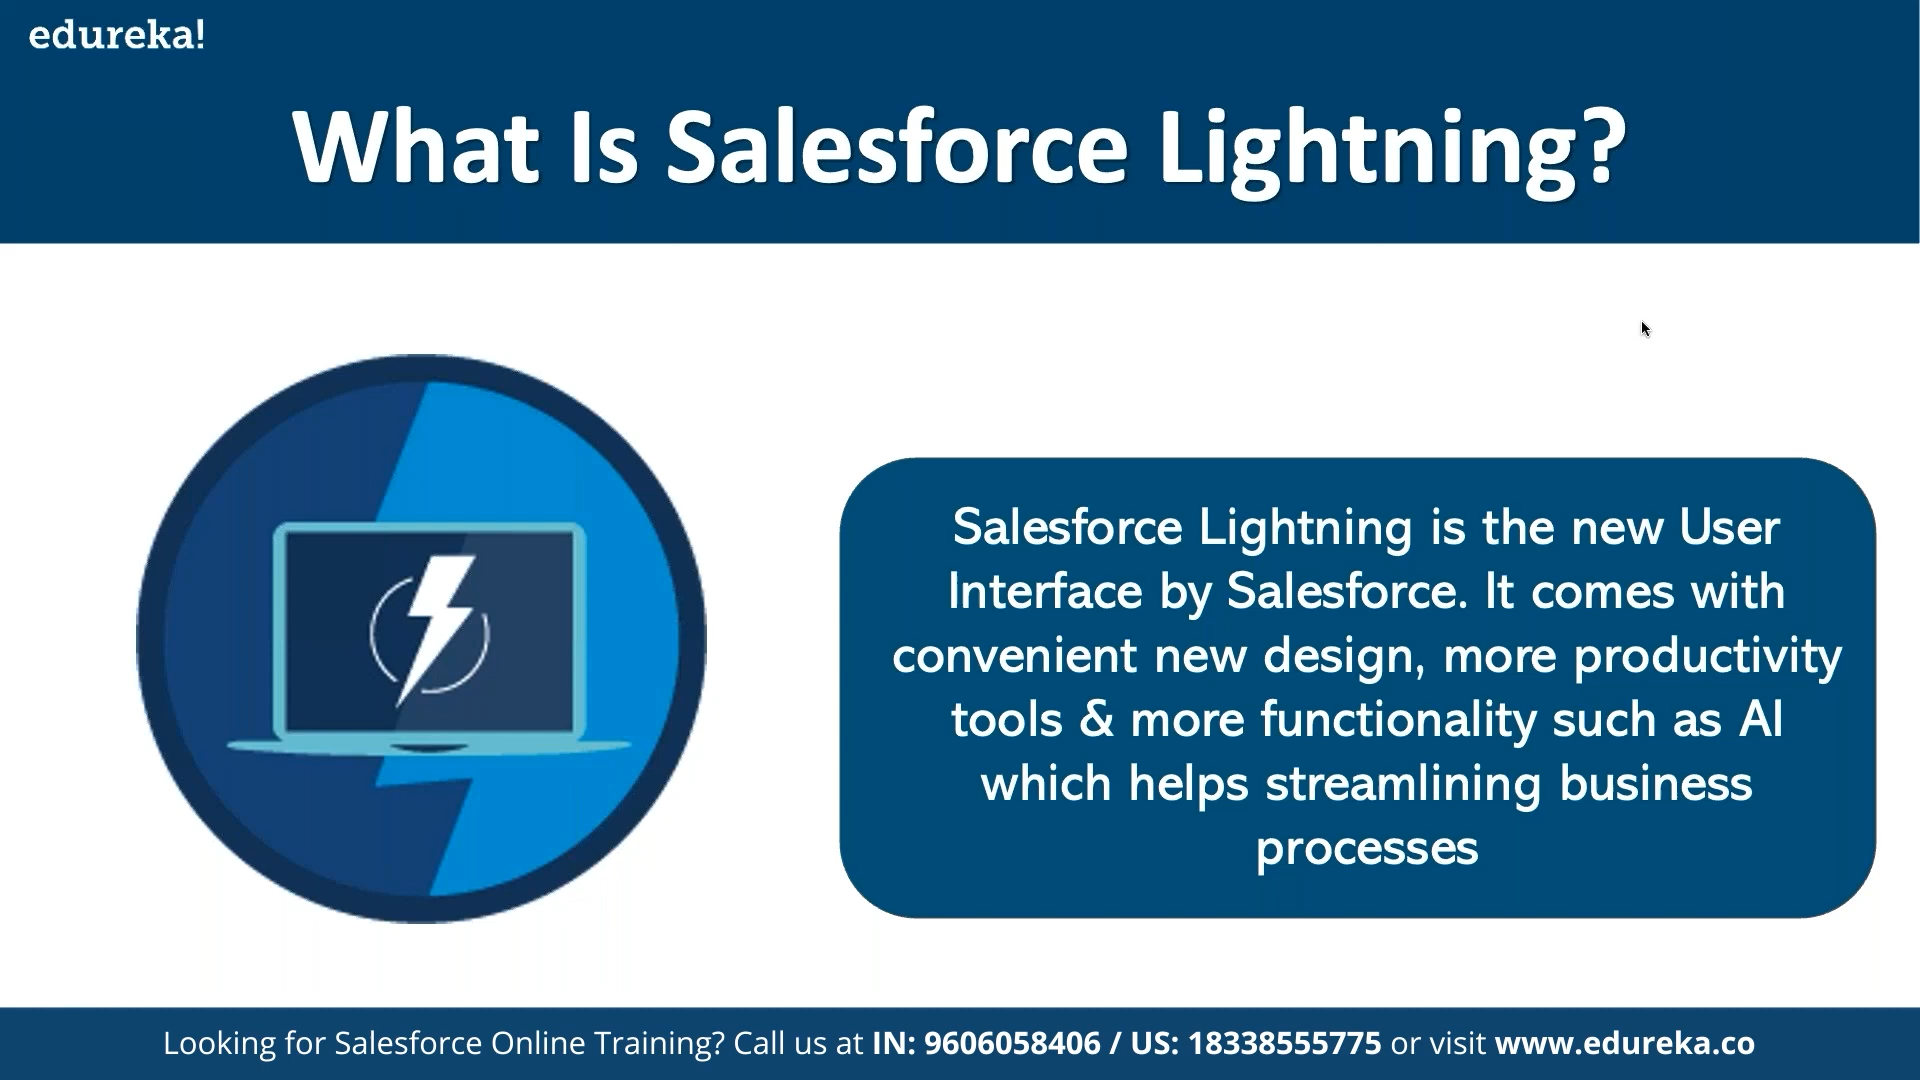 edureka!
What Is Salesforce Lightning?
Salesforce Lightning is the new User
Interface by Salesforce. It comes with
convenient new design, more productivity
tools & more functionality such as AI
which helps streamlining business
processes
Looking for Salesforce Online Training? Call us at IN: 9606058406 / US: 18338555775 or visit www.edureka.co